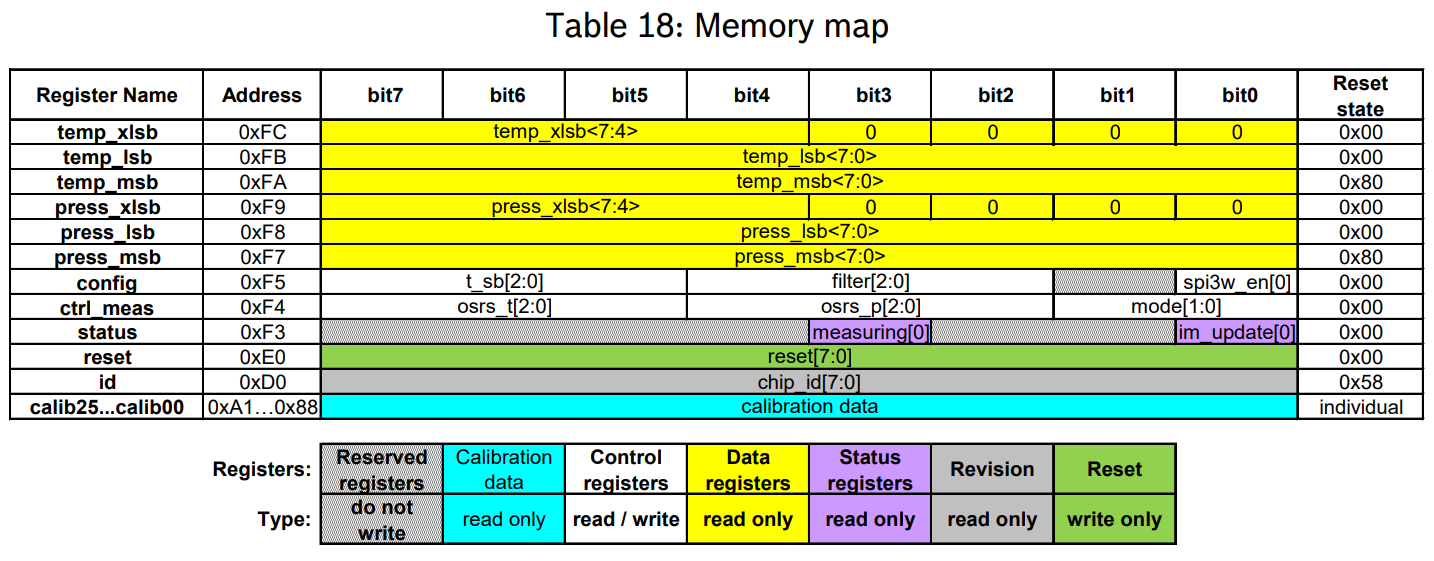 Table 18: Memory map
Register Name Address bit7 bit6 bit5 bit4 bit3 bit2 bit1 bit0 Reset state
temp_xlsb 0xFC temp_xlsb<7:4> 0 0 0 0 0x00
temp_lsb 0xFB temp_lsb<7:0> 0x00
temp_msb 0xFA temp_msb<7:0> 0x80
press_xlsb 0xF9 press_xlsb<7:4> 0 0 0 0 0x00
press_lsb 0xF8 press_lsb<7:0> 0x00
press_msb 0xF7 press_msb<7:0> 0x80
config 0xF5 t_sb[2:0] filter[2:0] spi3w_en[0] 0x00
ctrl_meas 0xF4 osrs_t[2:0] osrs_p[2:0] mode[1:0] 0x00
status 0xF3 measuring[0] im_update[0] 0x00
reset 0xE0 reset[7:0] 0x00
id 0xD0 chip_id[7:0] 0x58
calib25...calib00 0xA1…0x88 calibration data individual
Registers: Reserved registers Calibration data Control registers Data registers Status registers Revision Reset
Type: do not write read only read / write read only read only read only write only